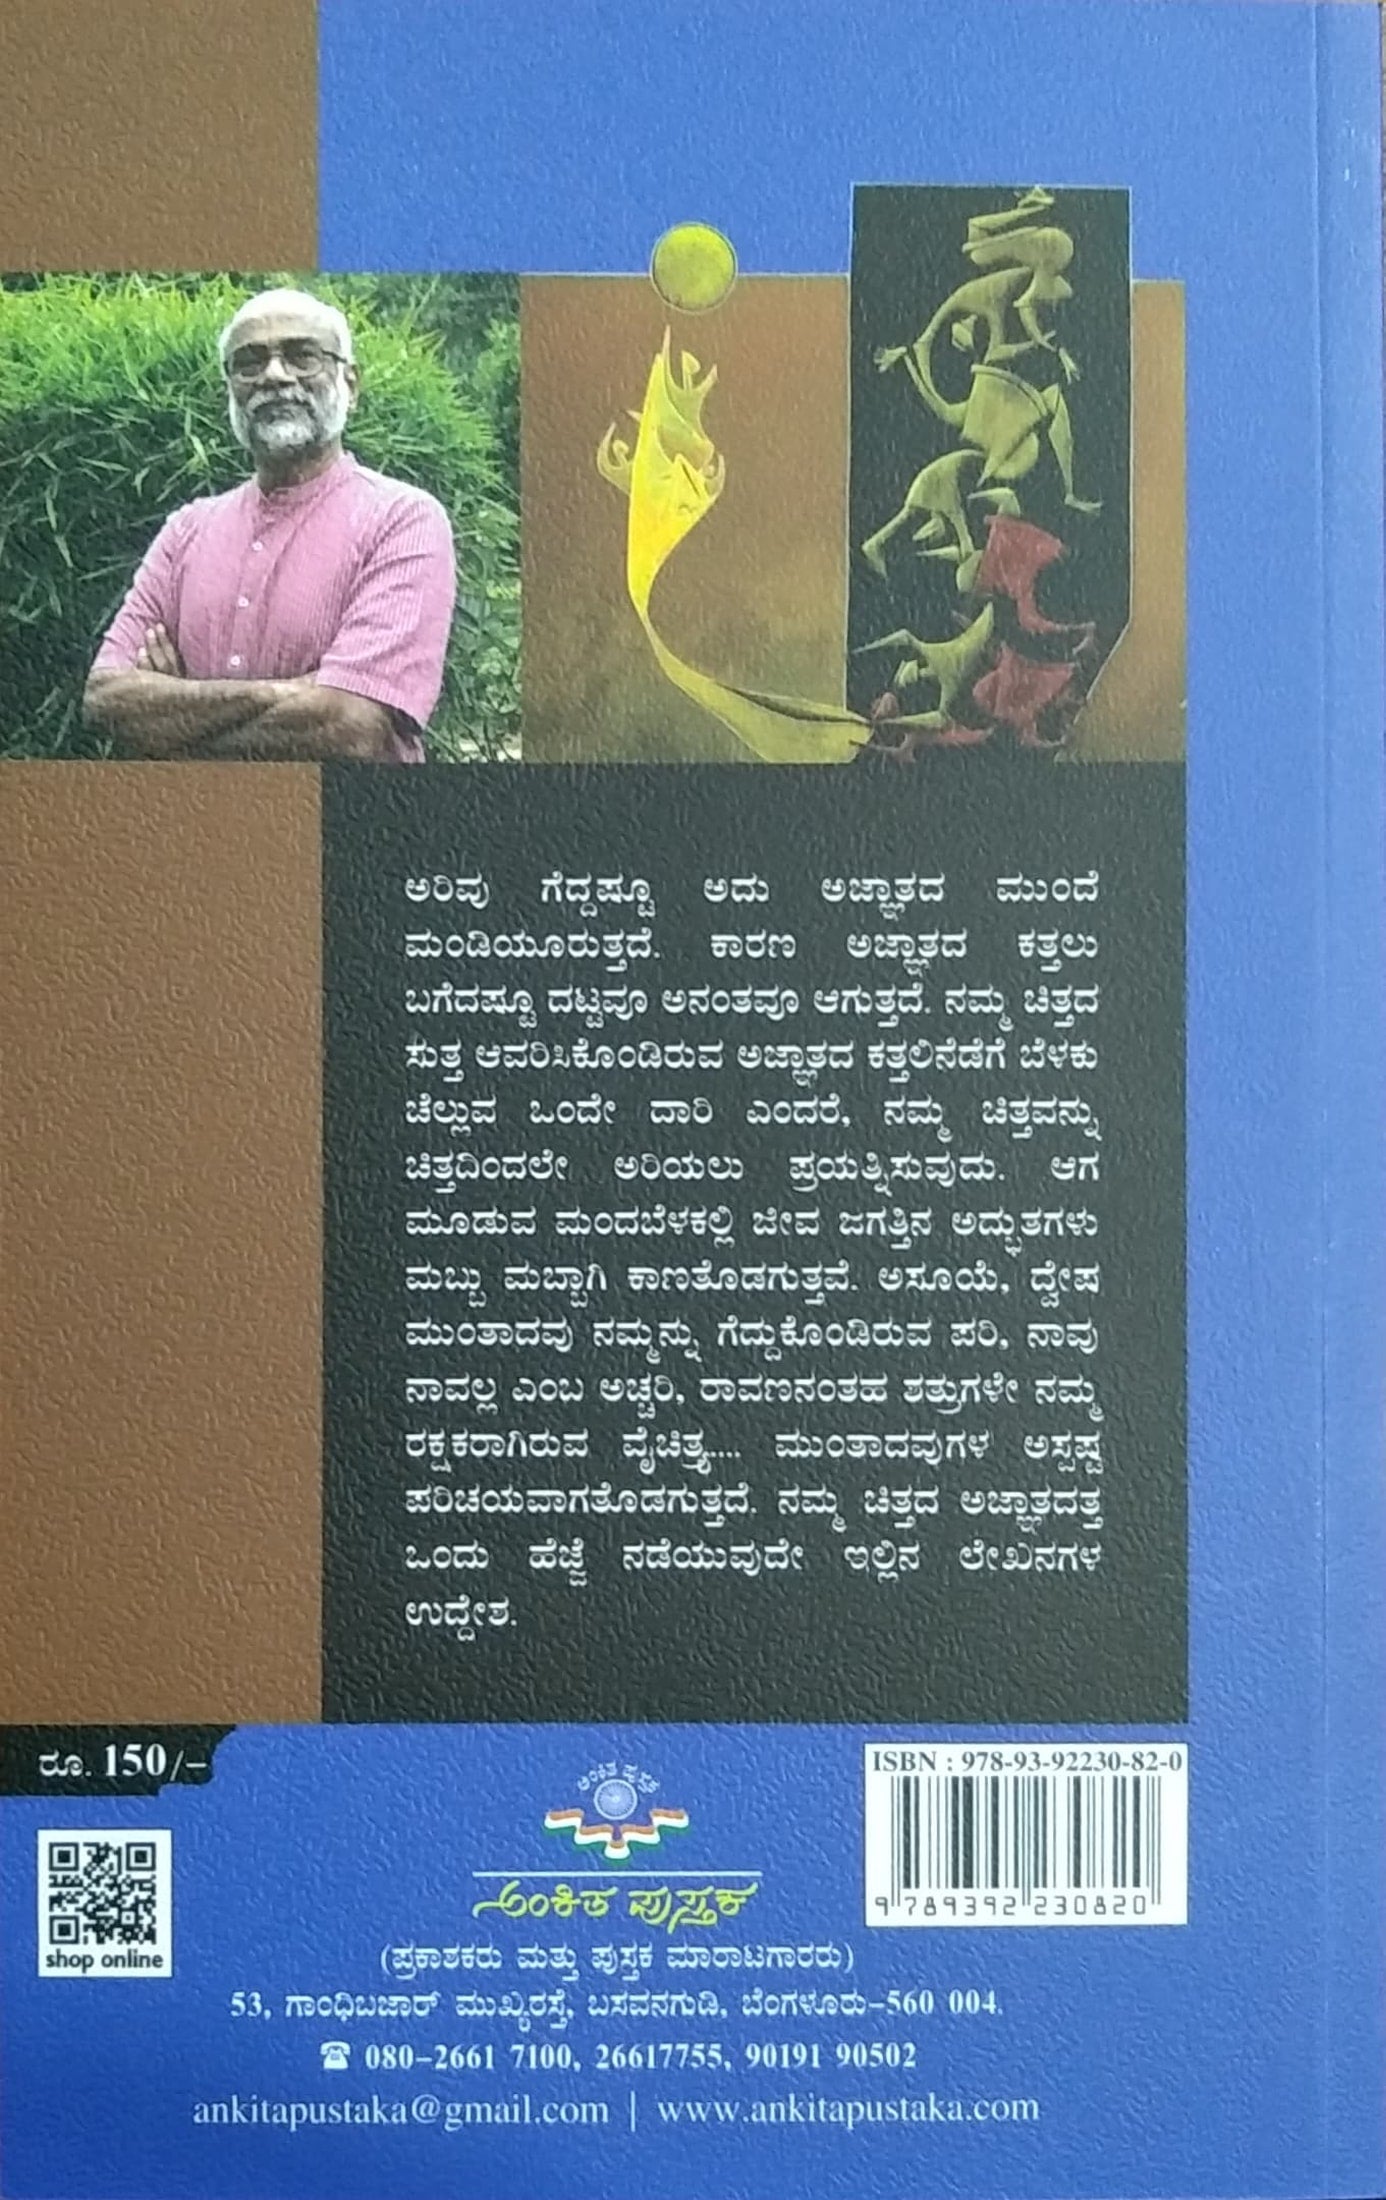 ಅರಿವು ಗೆದ್ದಷ್ಟೂ ಅದು ಅಜ್ಞಾತದ ಮುಂದೆ
ಮಂಡಿಯೂರುತ್ತದೆ. ಕಾರಣ ಅಜ್ಞಾತದ ಕತ್ತಲು
ಬಗೆದಷ್ಟೂ ದಟ್ಟವೂ ಅನಂತವೂ ಆಗುತ್ತದೆ. ನಮ್ಮ ಚಿತ್ತದ
ಸುತ್ತ ಆವರಿಸಿಕೊಂಡಿರುವ ಅಜ್ಞಾತದ ಕತ್ತಲಿನೆಡೆಗೆ ಬೆಳಕು
ಚೆಲ್ಲುವ ಒಂದೇ ದಾರಿ ಎಂದರೆ, ನಮ್ಮ ಚಿತ್ತವನ್ನು
ಚಿತ್ತದಿಂದಲೇ ಅರಿಯಲು ಪ್ರಯತ್ನಿಸುವುದು. ಆಗ
ಮೂಡುವ ಮಂದಬೆಳಕಲ್ಲಿ ಜೀವ ಜಗತ್ತಿನ ಅದ್ಭುತಗಳು
ಮಬ್ಬು ಮಬ್ಬಾಗಿ ಕಾಣತೊಡಗುತ್ತವೆ. ಅಸೂಯೆ, ದ್ವೇಷ
ಮುಂತಾದವು ನಮ್ಮನ್ನು ಗೆದ್ದುಕೊಂಡಿರುವ ಪರಿ, ನಾವು
ನಾವಲ್ಲ ಎಂಬ ಅಚ್ಚರಿ, ರಾವಣನಂತಹ ಶತ್ರುಗಳೇ ನಮ್ಮ
ರಕ್ಷಕರಾಗಿರುವ ವೈಚಿತ್ರ್ಯ.... ಮುಂತಾದವುಗಳ ಅಸ್ಪಷ್ಟ
ಪರಿಚಯವಾಗತೊಡಗುತ್ತದೆ. ನಮ್ಮ ಚಿತ್ತದ ಅಜ್ಞಾತದತ್ತ
ಒಂದು ಹೆಜ್ಜೆ ನಡೆಯುವುದೇ ಇಲ್ಲಿನ ಲೇಖನಗಳ
ಉದ್ದೇಶ.
ರೂ. 150/-
shop online
ಅಂಕಿತ ಪುಸ್ತಕ
ಅಂಕಿತ ಪುಸ್ತಕ
ISBN : 978-93-92230-82-0
9 789392 230820
(ಪ್ರಕಾಶಕರು ಮತ್ತು ಪುಸ್ತಕ ಮಾರಾಟಗಾರರು)
53, ಗಾಂಧಿಬಜಾರ್ ಮುಖ್ಯರಸ್ತೆ, ಬಸವನಗುಡಿ, ಬೆಂಗಳೂರು-560 004.
☎ 080-2661 7100, 26617755, 90191 90502
ankitapustaka@gmail.com | www.ankitapustaka.com